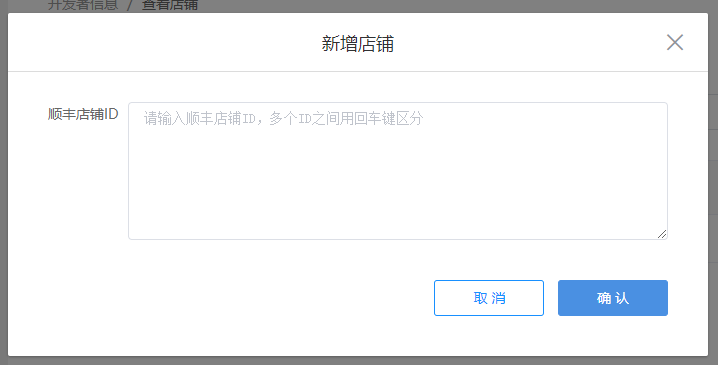 开发者信息 / 查看店铺
新增店铺
顺丰店铺ID
请输入顺丰店铺ID，多个ID之间用回车键区分
取消
确认